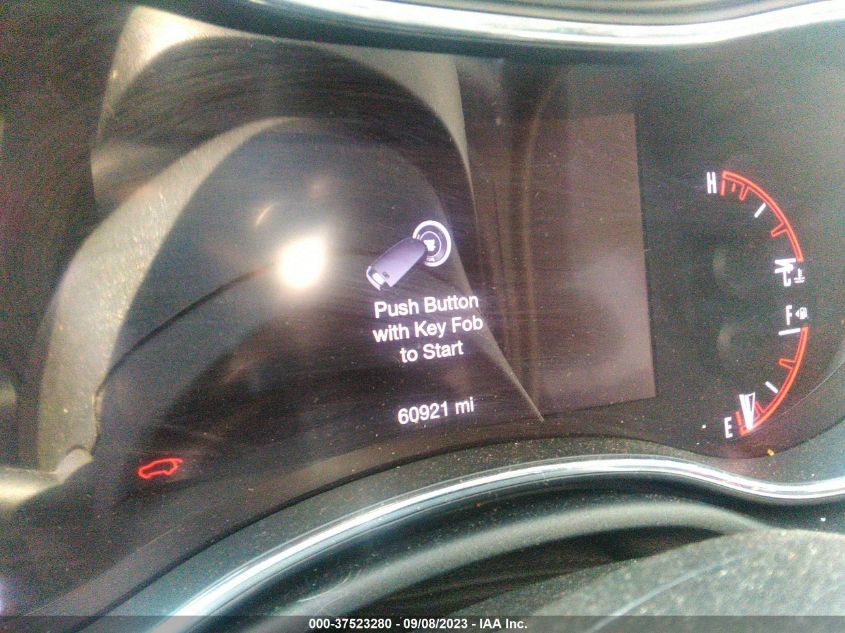 Push Button
with Key Fob
to Start
60921 mi
H
C
F
E
000-37523280 - 09/08/2023 - IAA Inc.